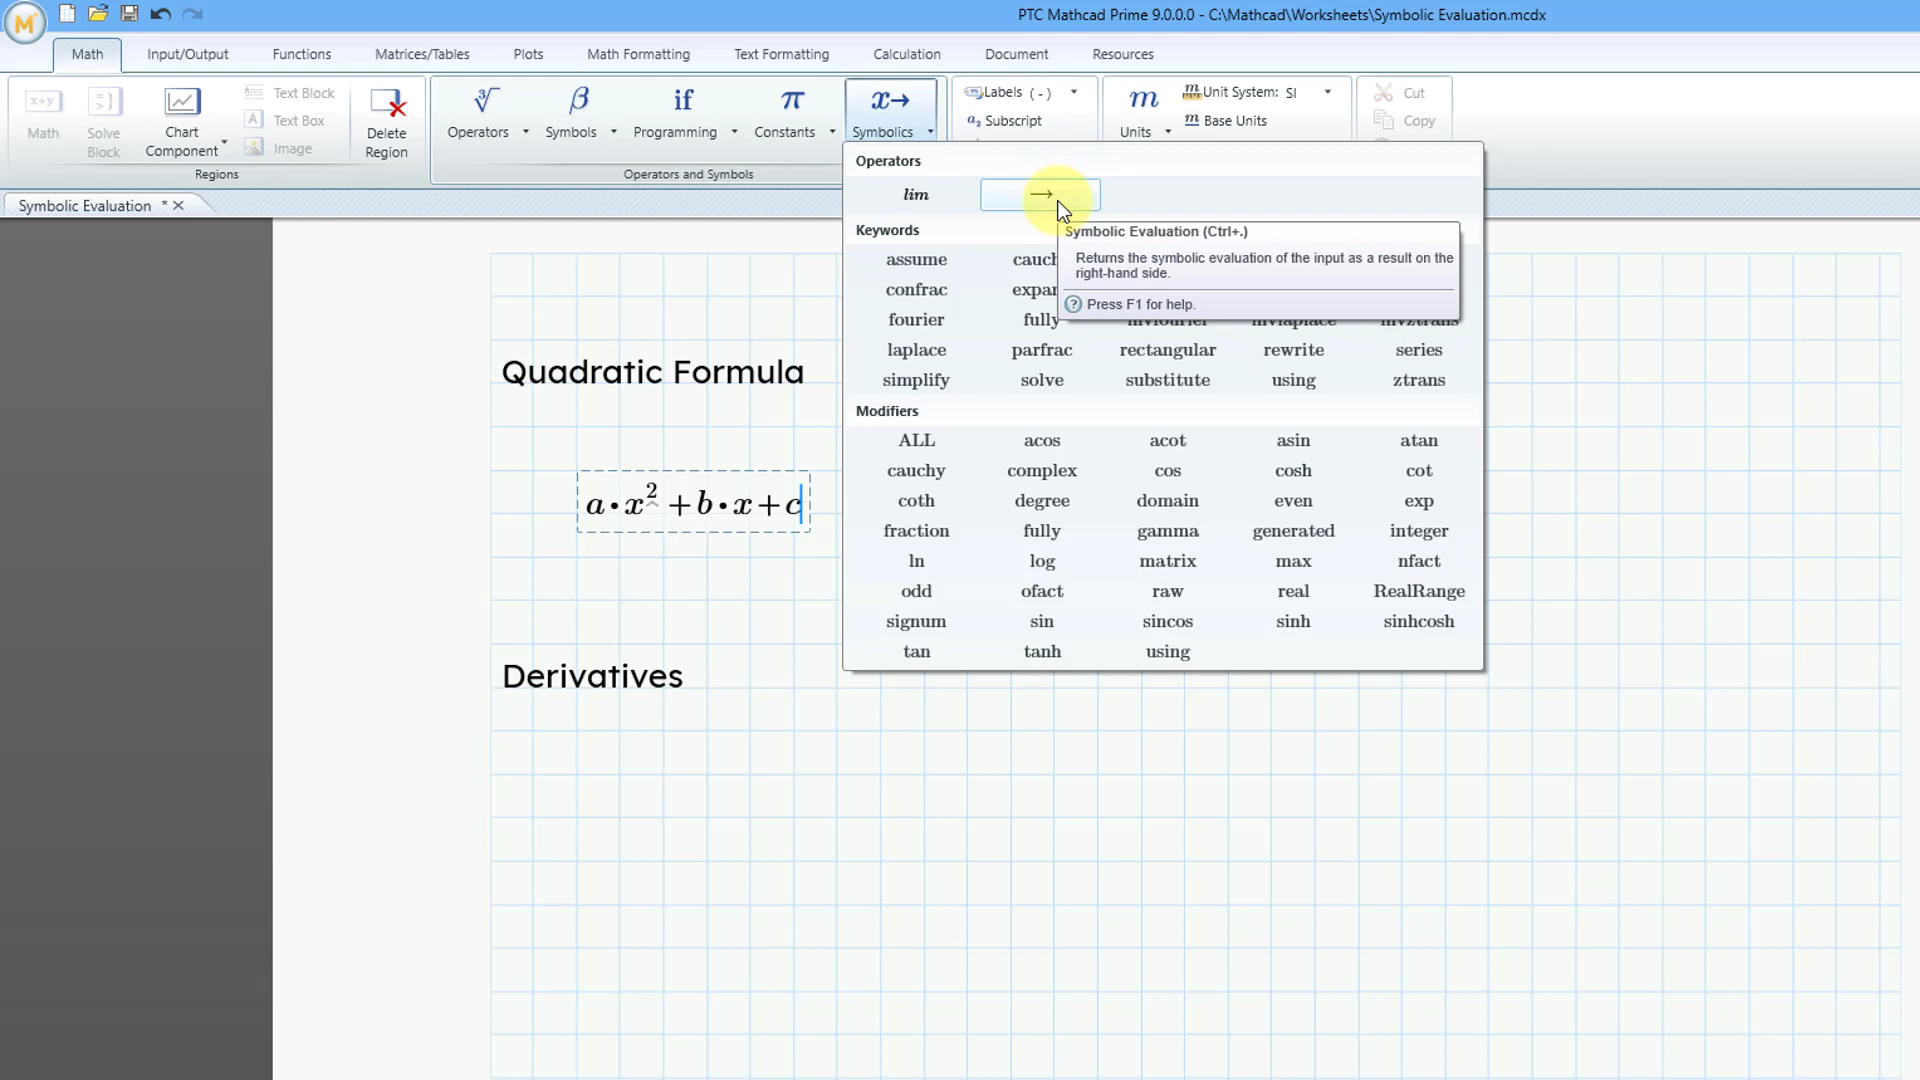 PTC Mathcad Prime 9.0.0.0 - C:\Mathcad\Worksheets\Symbolic Evaluation.mcdx
Math Input/Output Functions Matrices/Tables Plots Math Formatting Text Formatting Calculation Document Resources
Math
Solve Block
Chart Component
Text Block
Text Box
Image
Regions
Delete Region
Operators
Symbols
if Programming
π Constants
x→ Symbolics
Operators and Symbols
Labels ( - )
Subscript
m Units
Unit System: SI
Base Units
Cut
Copy
Symbolic Evaluation *
Operators
lim →
Symbolic Evaluation (Ctrl+.)
Returns the symbolic evaluation of the input as a result on the
right-hand side.
Press F1 for help.
Keywords
assume
confrac
fourier fully
laplace parfrac rectangular rewrite series
simplify solve substitute using ztrans
Modifiers
ALL acos acot asin atan
cauchy complex cos cosh cot
coth degree domain even exp
fraction fully gamma generated integer
ln log matrix max nfact
odd ofact raw real RealRange
signum sin sincos sinh sinhcosh
tan tanh using
Quadratic Formula
a·x² + b·x + c
Derivatives